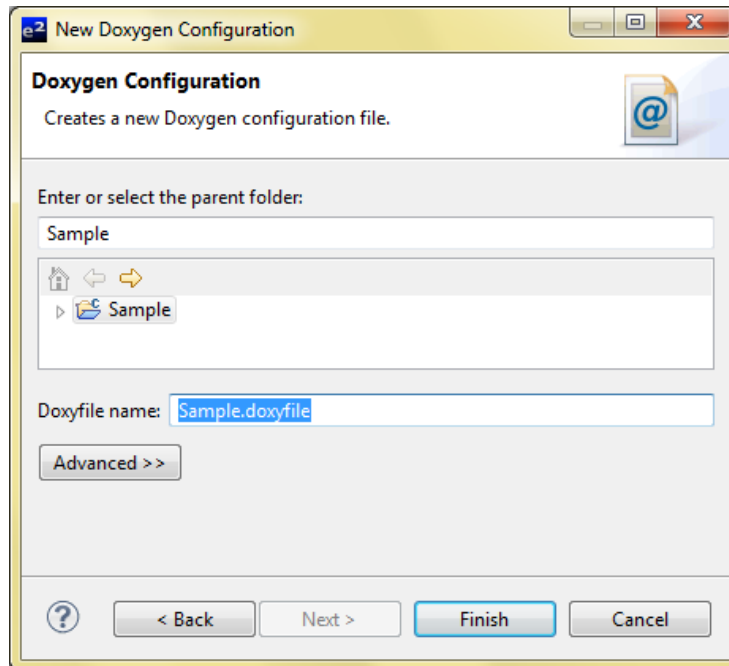 e² New Doxygen Configuration
Doxygen Configuration
Creates a new Doxygen configuration file.
@
Enter or select the parent folder:
Sample
C Sample
Doxyfile name: Sample.doxyfile
Advanced >>
? < Back Next > Finish Cancel